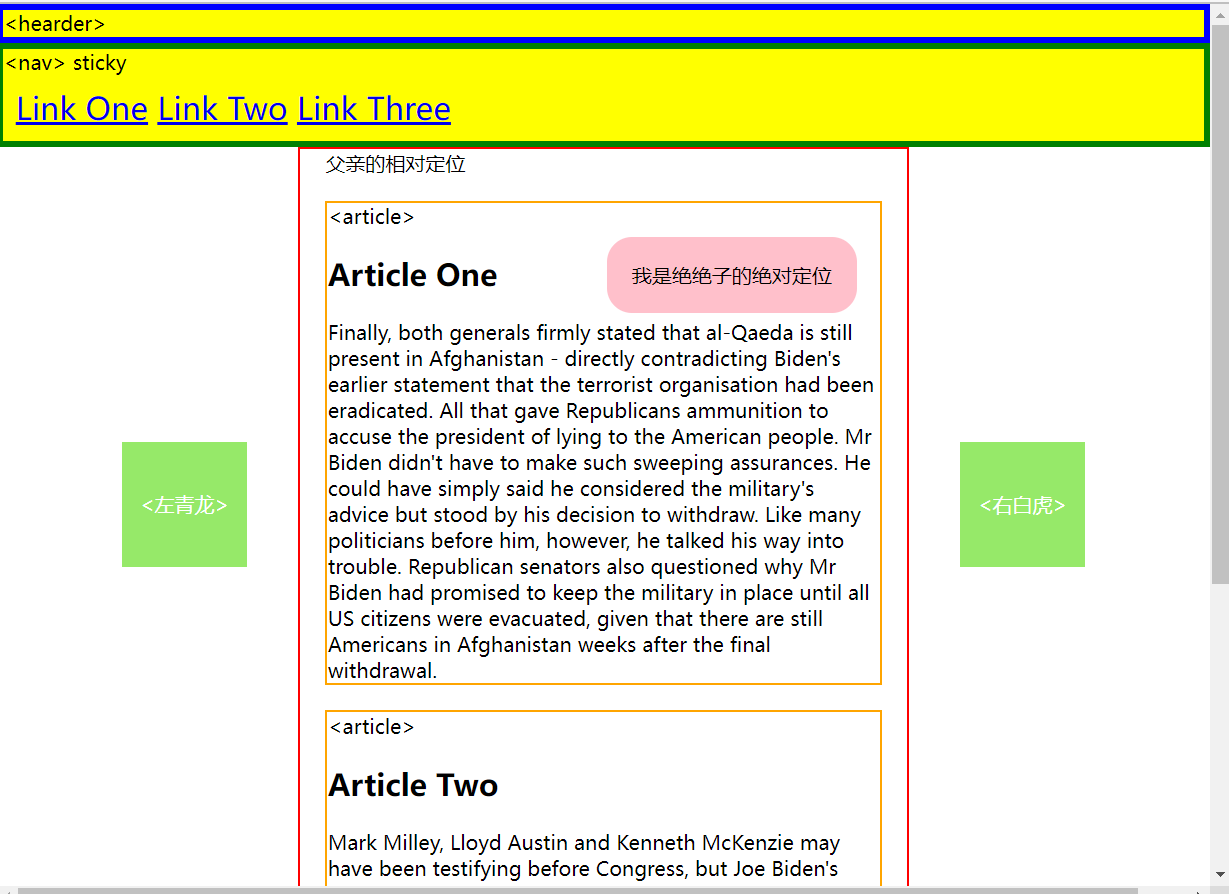 <hearder>
<nav> sticky
Link One Link Two Link Three
父亲的相对定位
<article>
Article One
我是绝绝子的绝对定位
Finally, both generals firmly stated that al-Qaeda is still
present in Afghanistan - directly contradicting Biden's
earlier statement that the terrorist organisation had been
eradicated. All that gave Republicans ammunition to
accuse the president of lying to the American people. Mr
Biden didn't have to make such sweeping assurances. He
could have simply said he considered the military's
advice but stood by his decision to withdraw. Like many
politicians before him, however, he talked his way into
trouble. Republican senators also questioned why Mr
Biden had promised to keep the military in place until all
US citizens were evacuated, given that there are still
Americans in Afghanistan weeks after the final
withdrawal.
<左青龙>
<右白虎>
<article>
Article Two
Mark Milley, Lloyd Austin and Kenneth McKenzie may
have been testifying before Congress, but Joe Biden's